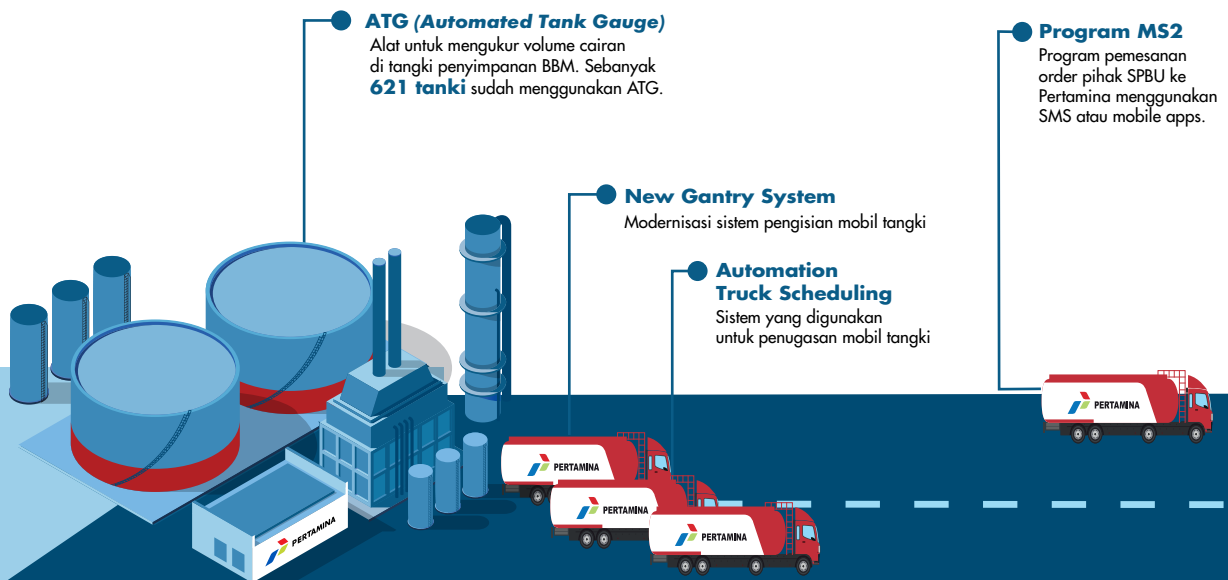 ATG (Automated Tank Gauge)
Alat untuk mengukur volume cairan
di tangki penyimpanan BBM. Sebanyak
621 tanki sudah menggunakan ATG.
Program MS2
Program pemesanan
order pihak SPBU ke
Pertamina menggunakan
SMS atau mobile apps.
New Gantry System
Modernisasi sistem pengisian mobil tangki
Automation
Truck Scheduling
Sistem yang digunakan
untuk penugasan mobil tangki
PERTAMINA
PERTAMINA
PERTAMINA
PERTAMINA
PERTAMINA